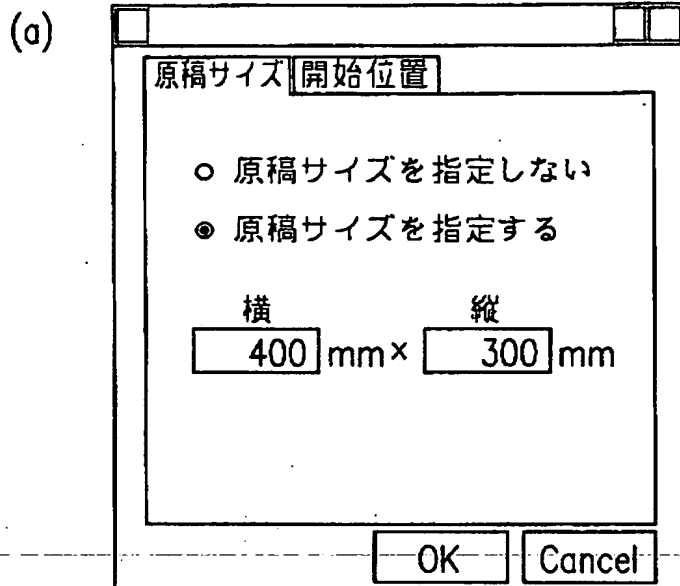 (a)
原稿サイズ 開始位置
原稿サイズを指定しない
原稿サイズを指定する
横 縦
400 mm× 300 mm
OK Cancel